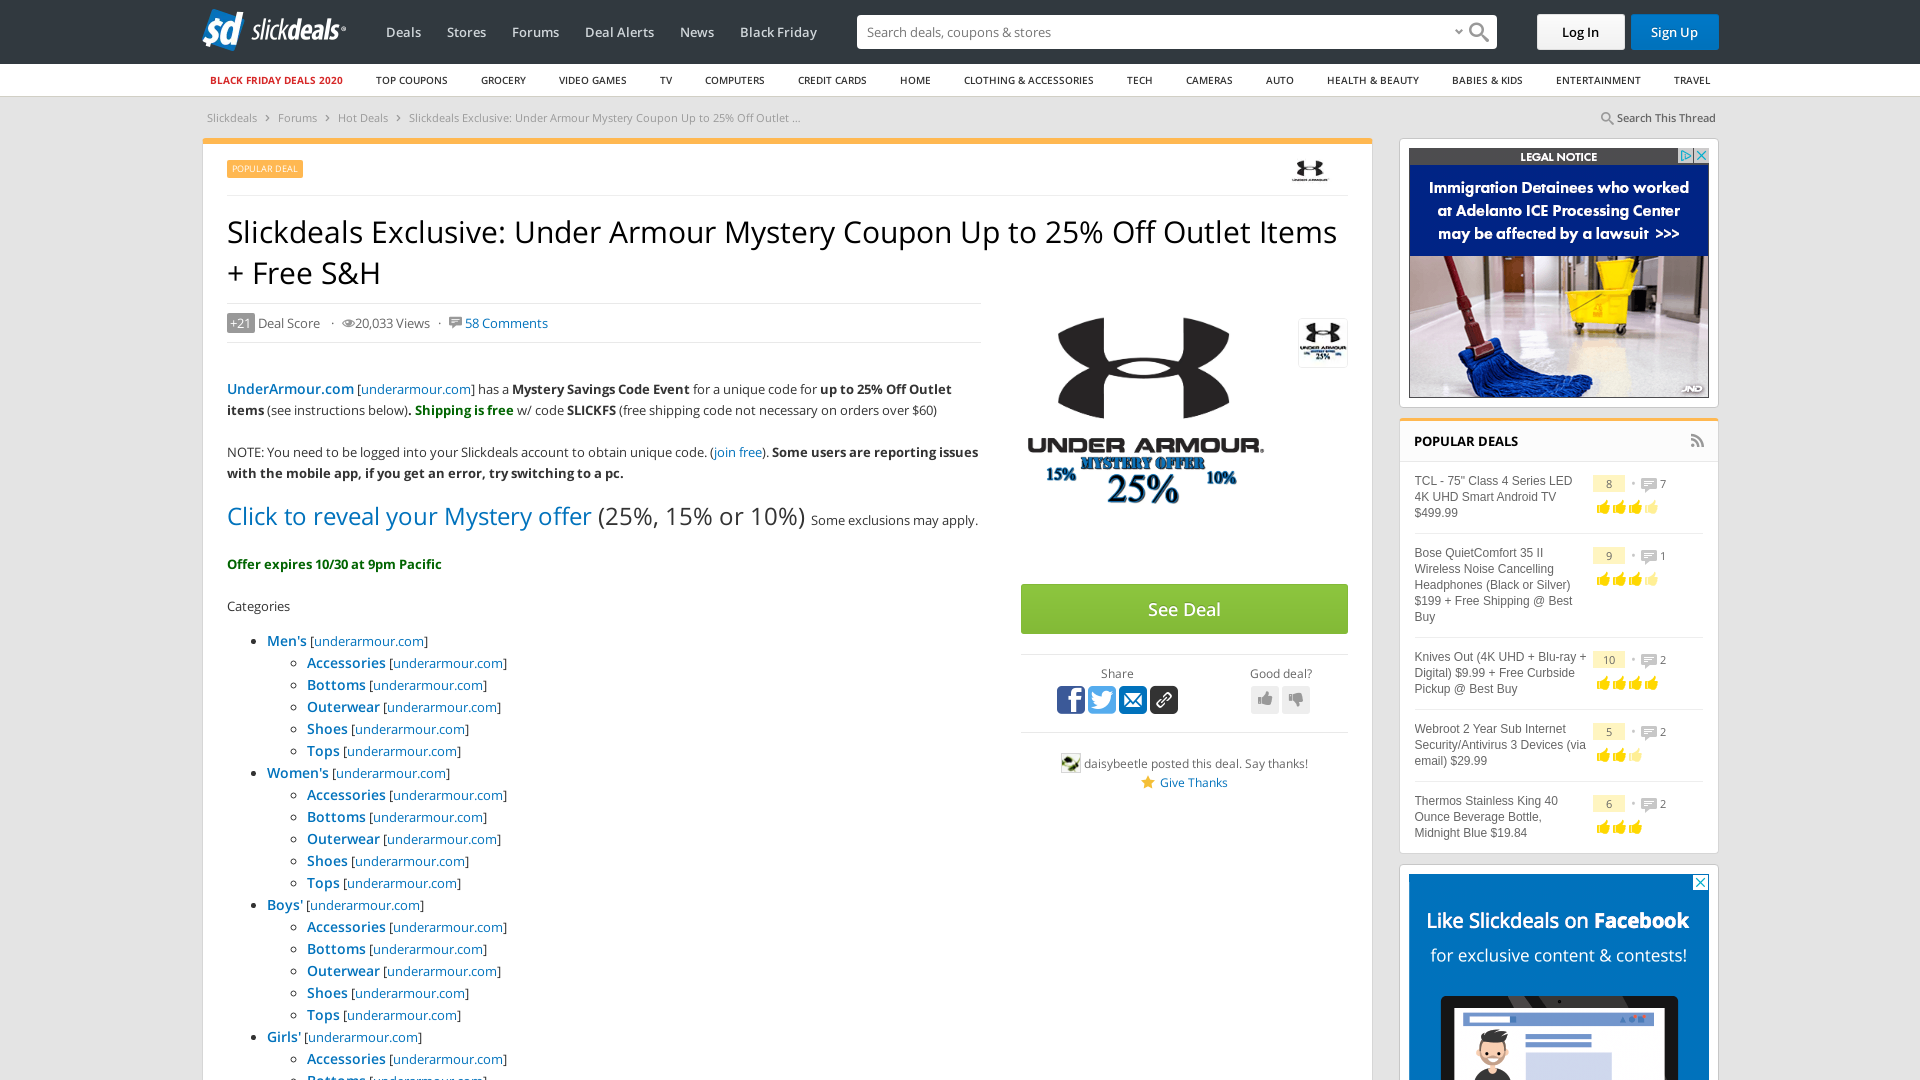 sd slickdeals
Deals
Stores
Forums
Deal Alerts
News
Black Friday
Search deals, coupons & stores
Log In
Sign Up
BLACK FRIDAY DEALS 2020
TOP COUPONS
GROCERY
VIDEO GAMES
TV
COMPUTERS
CREDIT CARDS
HOME
CLOTHING & ACCESSORIES
TECH
CAMERAS
AUTO
HEALTH & BEAUTY
BABIES & KIDS
ENTERTAINMENT
TRAVEL
Slickdeals > Forums > Hot Deals > Slickdeals Exclusive: Under Armour Mystery Coupon Up to 25% Off Outlet ...
Search This Thread
POPULAR DEAL
Slickdeals Exclusive: Under Armour Mystery Coupon Up to 25% Off Outlet Items
+ Free S&H
+21 Deal Score · 20,033 Views · 58 Comments
UnderArmour.com [underarmour.com] has a Mystery Savings Code Event for a unique code for up to 25% Off Outlet
items (see instructions below). Shipping is free w/ code SLICKFS (free shipping code not necessary on orders over $60)
NOTE: You need to be logged into your Slickdeals account to obtain unique code. (join free). Some users are reporting issues
with the mobile app, if you get an error, try switching to a pc.
Click to reveal your Mystery offer (25%, 15% or 10%) Some exclusions may apply.
Offer expires 10/30 at 9pm Pacific
Categories
Men's [underarmour.com]
Accessories [underarmour.com]
Bottoms [underarmour.com]
Outerwear [underarmour.com]
Shoes [underarmour.com]
Tops [underarmour.com]
Women's [underarmour.com]
Accessories [underarmour.com]
Bottoms [underarmour.com]
Outerwear [underarmour.com]
Shoes [underarmour.com]
Tops [underarmour.com]
Boys' [underarmour.com]
Accessories [underarmour.com]
Bottoms [underarmour.com]
Outerwear [underarmour.com]
Shoes [underarmour.com]
Tops [underarmour.com]
Girls' [underarmour.com]
Accessories [underarmour.com]
Bottoms [underarmour.com]
UNDER ARMOUR
MYSTERY OFFER
15%
25%
10%
UNDER ARMOUR
25%
See Deal
Share
Good deal?
daisybeetle posted this deal. Say thanks!
Give Thanks
LEGAL NOTICE
Immigration Detainees who worked
at Adelanto ICE Processing Center
may be affected by a lawsuit >>>
JND
POPULAR DEALS
TCL - 75" Class 4 Series LED
4K UHD Smart Android TV
$499.99
8 • 7
Bose QuietComfort 35 II
Wireless Noise Cancelling
Headphones (Black or Silver)
$199 + Free Shipping @ Best
Buy
9 • 1
Knives Out (4K UHD + Blu-ray +
Digital) $9.99 + Free Curbside
Pickup @ Best Buy
10 • 2
Webroot 2 Year Sub Internet
Security/Antivirus 3 Devices (via
email) $29.99
5 • 2
Thermos Stainless King 40
Ounce Beverage Bottle,
Midnight Blue $19.84
6 • 2
Like Slickdeals on Facebook
for exclusive content & contests!